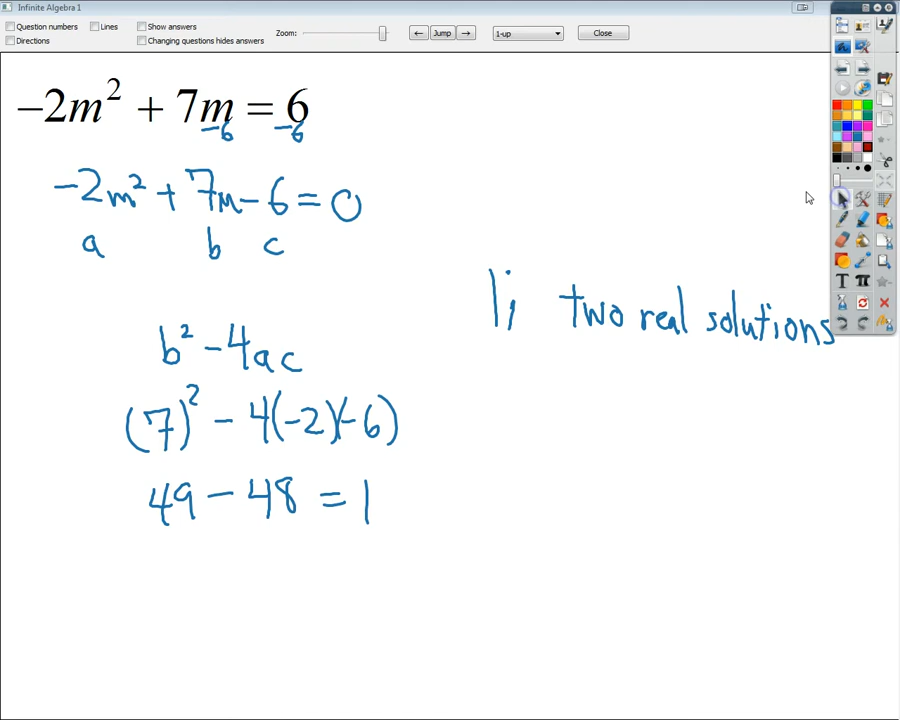 Infinite Algebra 1
Question numbers Lines Show answers
Directions Changing questions hides answers
Zoom: Jump 1-up Close
−2m² + 7m = 6
−6 −6
−2m² + 7m − 6 = 0
a b c
1; two real solutions
b² − 4ac
(7)² − 4(−2)(−6)
49 − 48 = 1